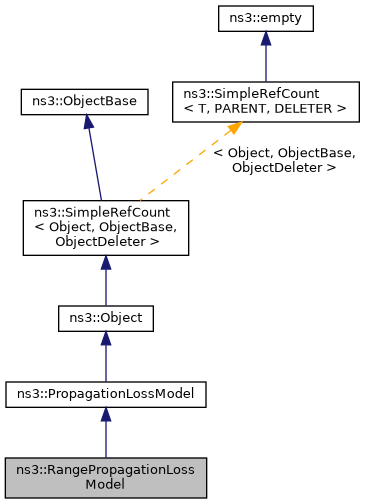 ns3::empty
ns3::ObjectBase
ns3::SimpleRefCount
< T, PARENT, DELETER >
< Object, ObjectBase,
ObjectDeleter >
ns3::SimpleRefCount
< Object, ObjectBase,
ObjectDeleter >
ns3::Object
ns3::PropagationLossModel
ns3::RangePropagationLoss
Model